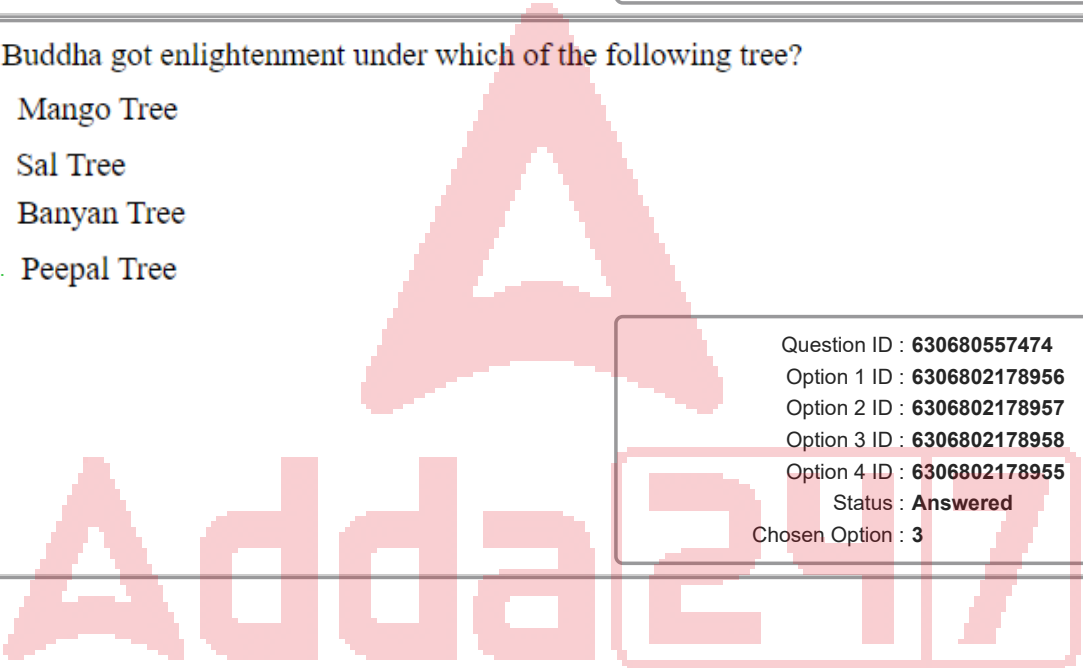 Buddha got enlightenment under which of the following tree?
Mango Tree
Sal Tree
Banyan Tree
Peepal Tree
Question ID : 630680557474
Option 1 ID : 6306802178956
Option 2 ID : 6306802178957
Option 3 ID : 6306802178958
Option 4 ID : 6306802178955
Status : Answered
Chosen Option : 3
Adda247